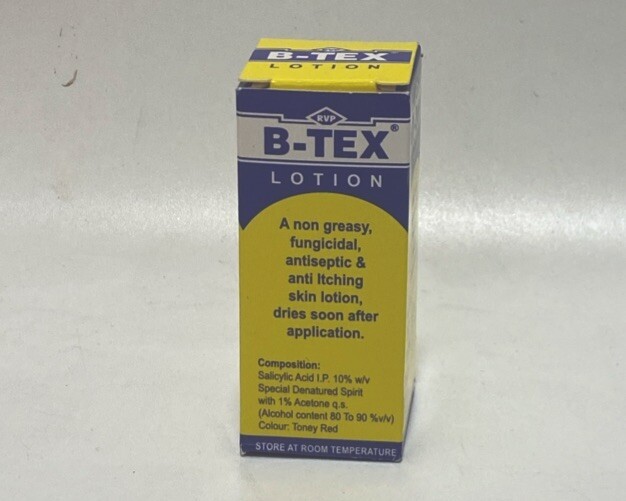 B-TEX
LOTION
RVP
B-TEX®
LOTION
A non greasy,
fungicidal,
antiseptic &
anti Itching
skin lotion,
dries soon after
application.
Composition:
Salicylic Acid I.P. 10% w/v
Special Denatured Spirit
with 1% Acetone q.s.
(Alcohol content 80 To 90 %v/v)
Colour: Toney Red
STORE AT ROOM TEMPERATURE